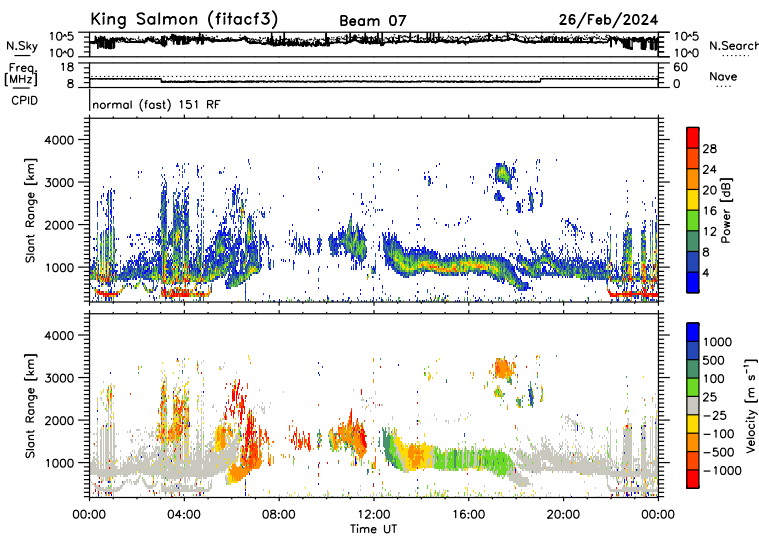 King Salmon (fitacf3) Beam 07 26/Feb/2024
N.Sky 10^5 10^0 10^5 10^0 N.Search
Freq. [MHz] 18 8 60 0 Nave
CPID normal (fast) 151 RF
Slant Range [km]
4000
3000
2000
1000
Power [dB]
28
24
20
16
12
8
4
Slant Range [km]
4000
3000
2000
1000
Velocity [m s⁻¹]
1000
500
100
25
−25
−100
−500
−1000
00:00 04:00 08:00 12:00 16:00 20:00 00:00
Time UT